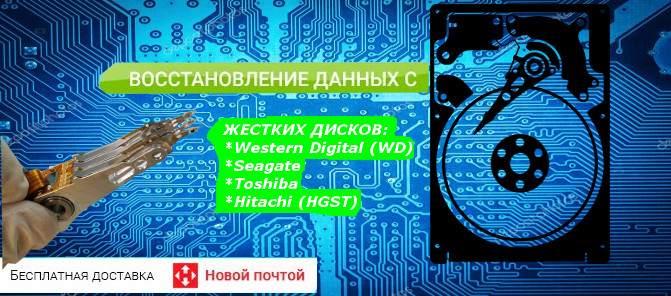 ВОССТАНОВЛЕНИЕ ДАННЫХ С
ЖЕСТКИХ ДИСКОВ:
*Western Digital (WD)
*Seagate
*Toshiba
*Hitachi (HGST)
Бесплатная доставка
Новой почтой